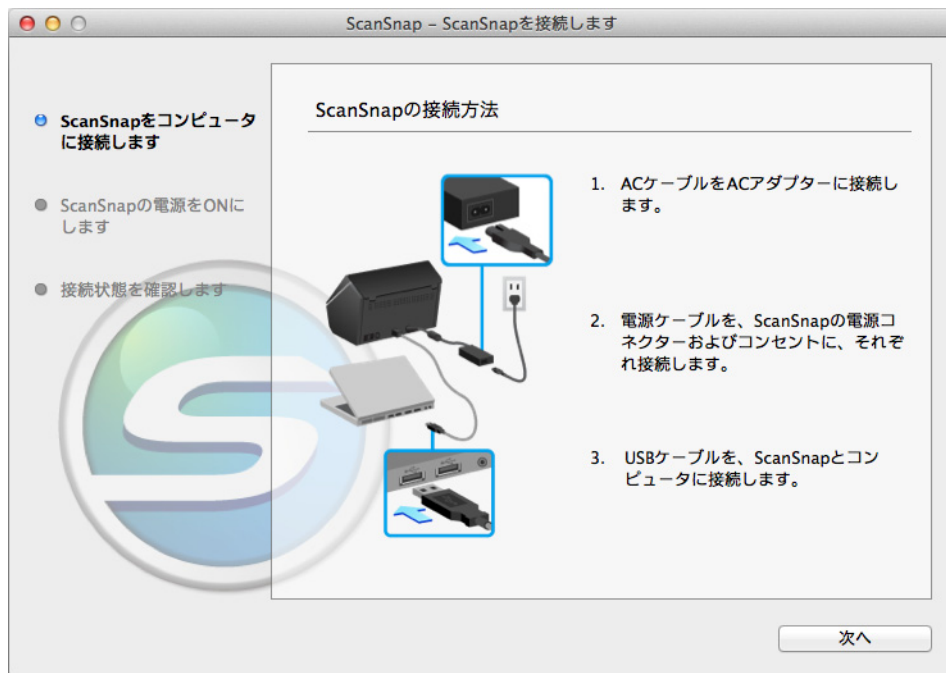 ScanSnap – ScanSnapを接続します
ScanSnapをコンピュータ
に接続します
ScanSnapの電源をONに
します
接続状態を確認します
ScanSnapの接続方法
1. ACケーブルをACアダプターに接続し
ます。
2. 電源ケーブルを、ScanSnapの電源コ
ネクターおよびコンセントに、それぞ
れ接続します。
3. USBケーブルを、ScanSnapとコン
ピュータに接続します。
次へ